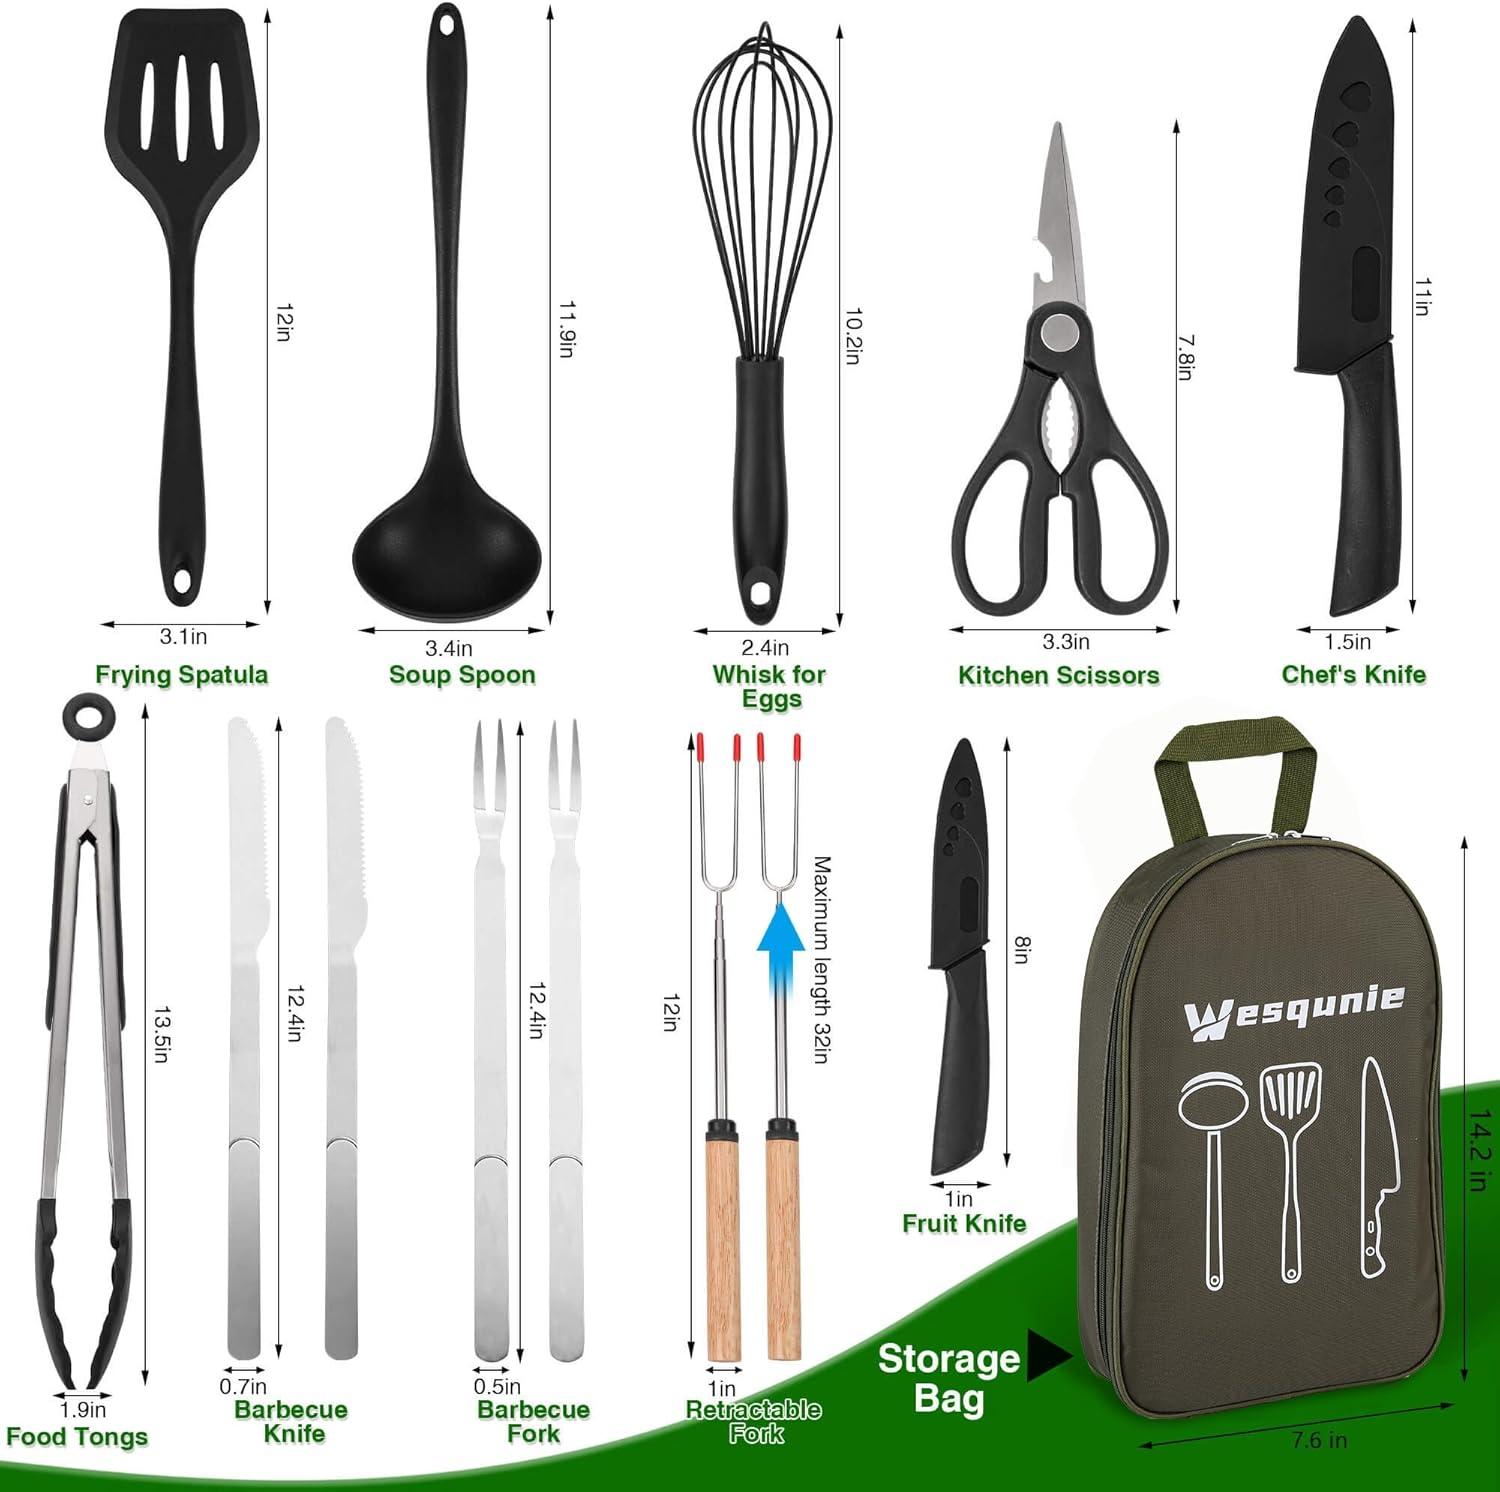 12in
3.1in
Frying Spatula
11.9in
3.4in
Soup Spoon
10.2in
2.4in
Whisk for
Eggs
7.8in
3.3in
Kitchen Scissors
11in
1.5in
Chef's Knife
13.5in
1.9in
Food Tongs
12.4in
0.7in
Barbecue
Knife
12.4in
0.5in
Barbecue
Fork
12in
Maximum length 32in
1in
Retractable
Fork
8in
1in
Fruit Knife
Wesqunie
14.2 in
7.6 in
Storage
Bag